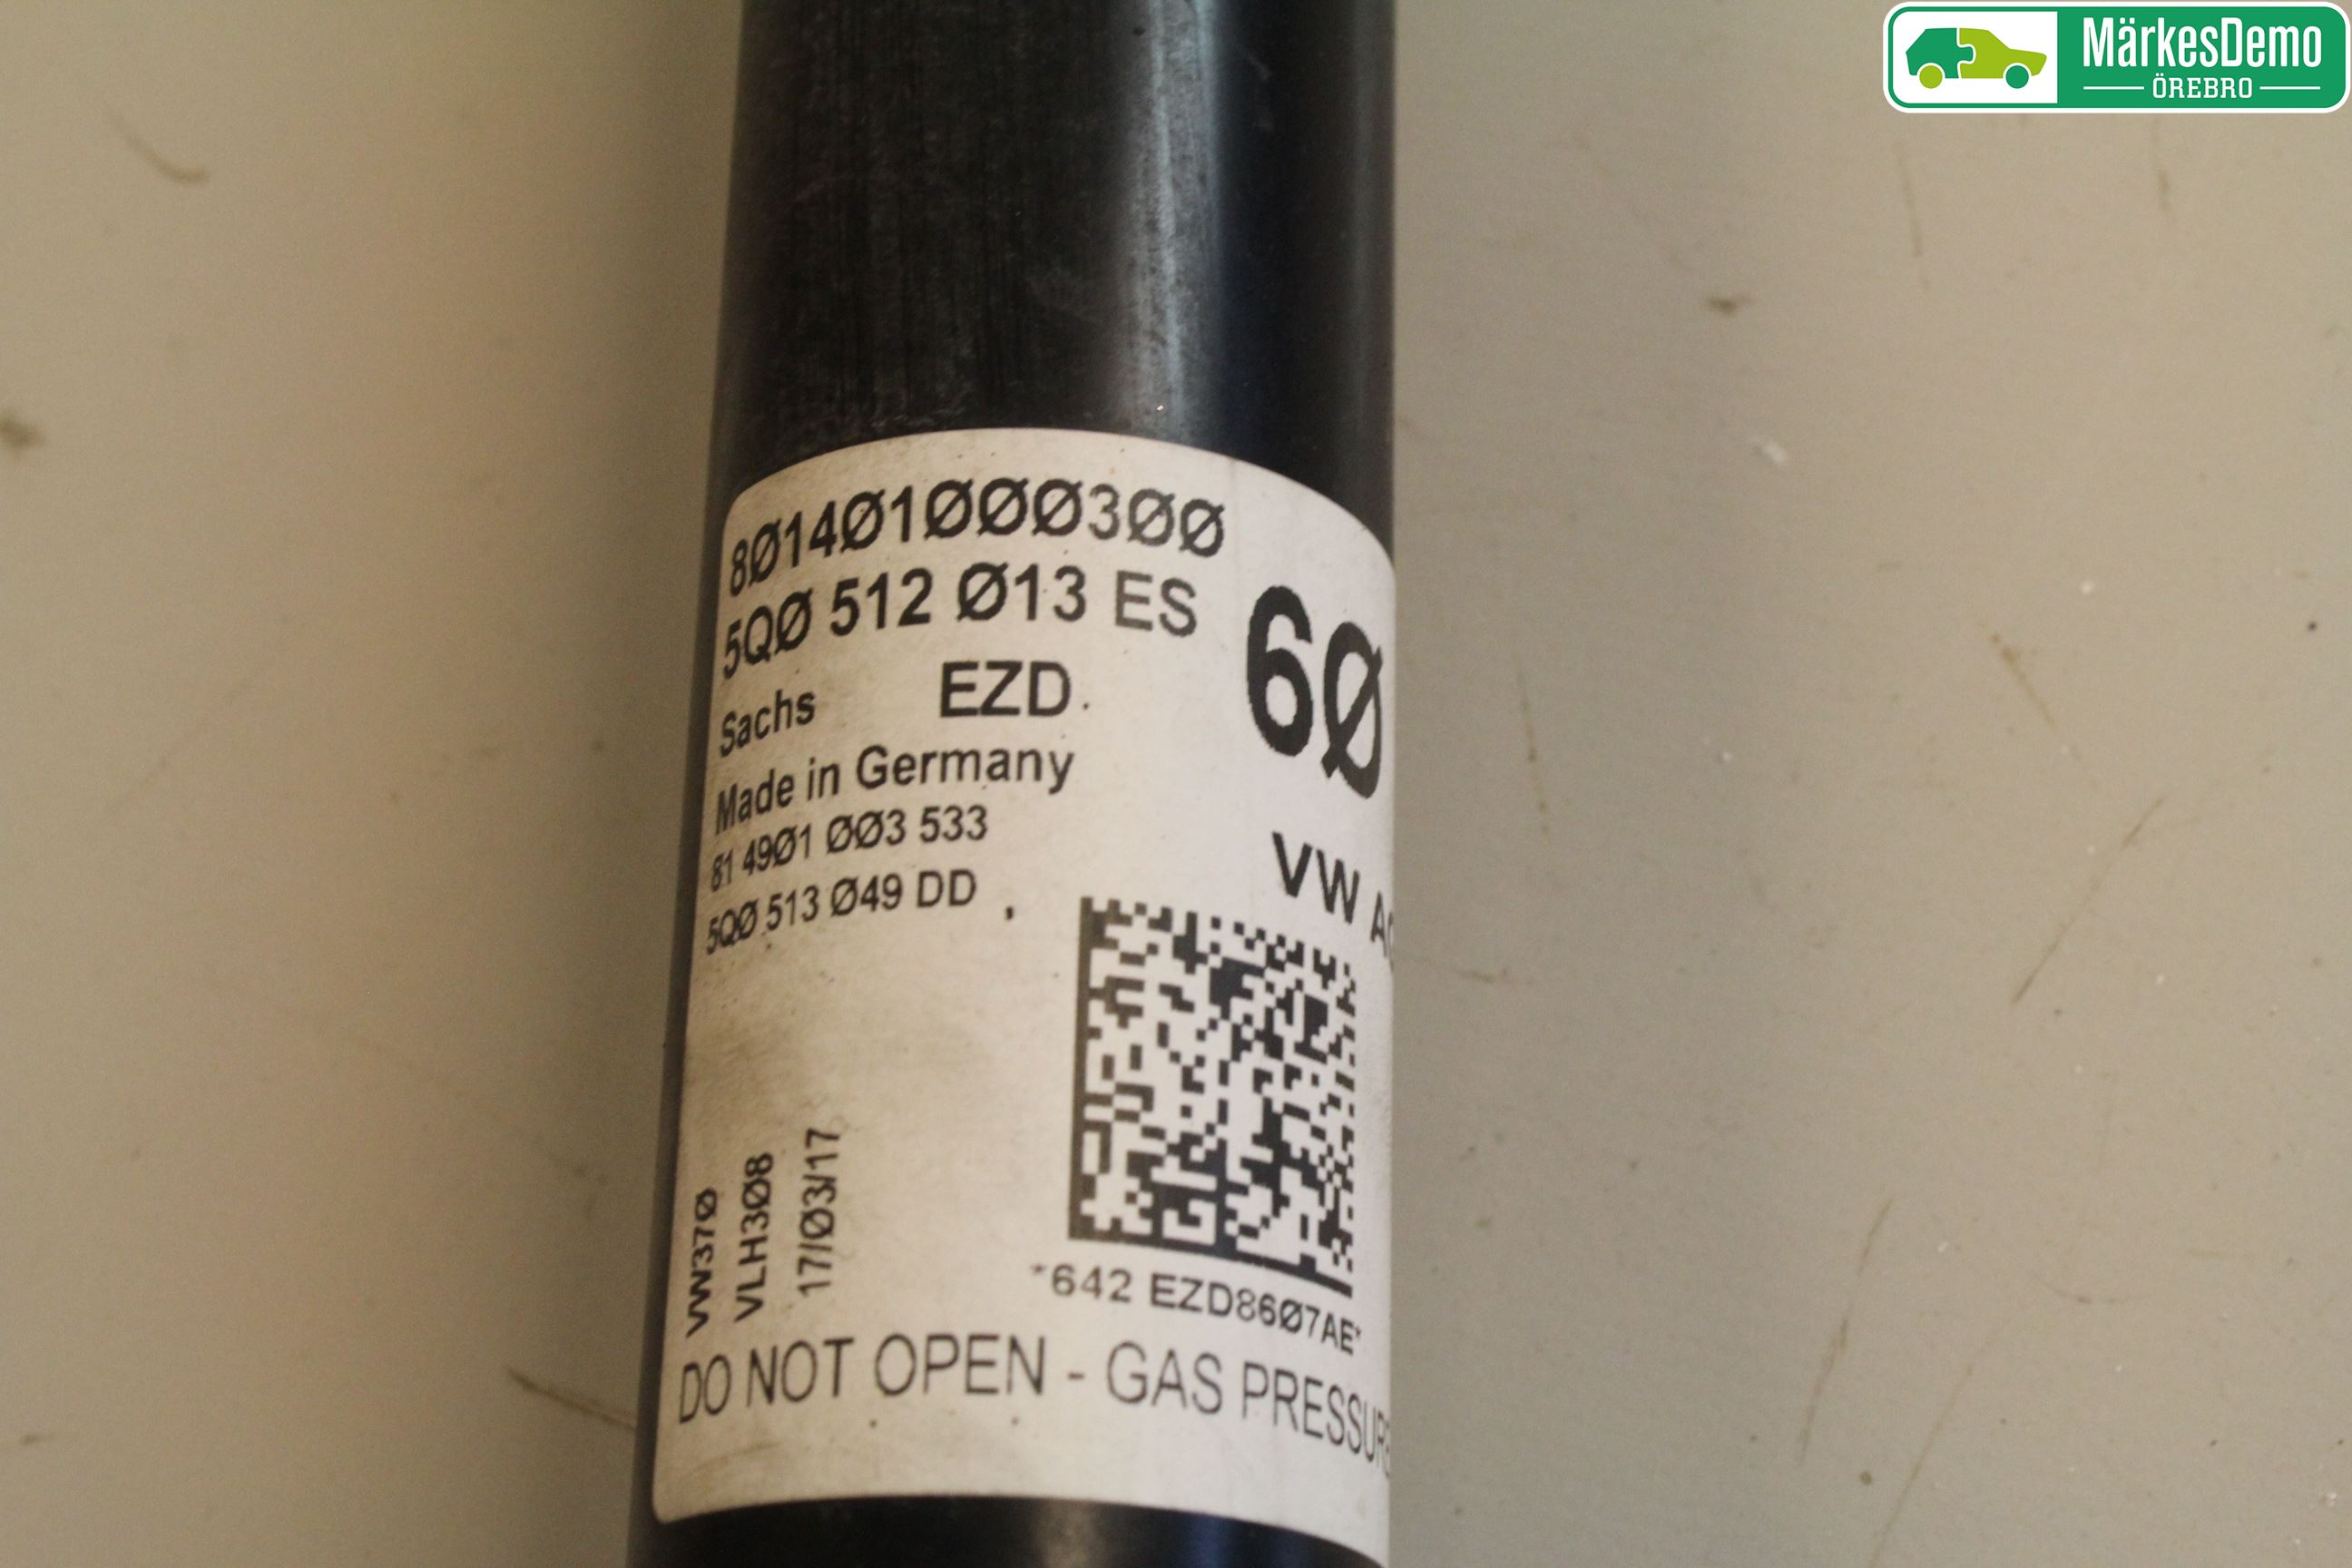 MärkesDemo
ÖREBRO
8Ø14Ø1ØØØ3ØØ
5QØ 512 Ø13 ES
6Ø
Sachs EZD
Made in Germany
81 49Ø1 ØØ3 533
5QØ 513 Ø49 DD
VW
VW37Ø
VLH3Ø8
17/Ø3/17
*642 EZD86Ø7AE*
DO NOT OPEN - GAS PRESSURE